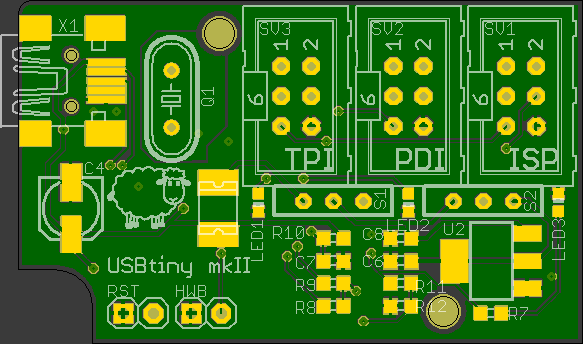 X1
SV3
SV2
SV1
1 2
1 2
1 2
6
6
6
Q1
TPI
PDI
ISP
C4
S1
S2
LED1
LED2
LED3
R10
C8
U2
USBtiny mkII
C7
C6
R9
R11
RST
HWB
R8
R12
R7